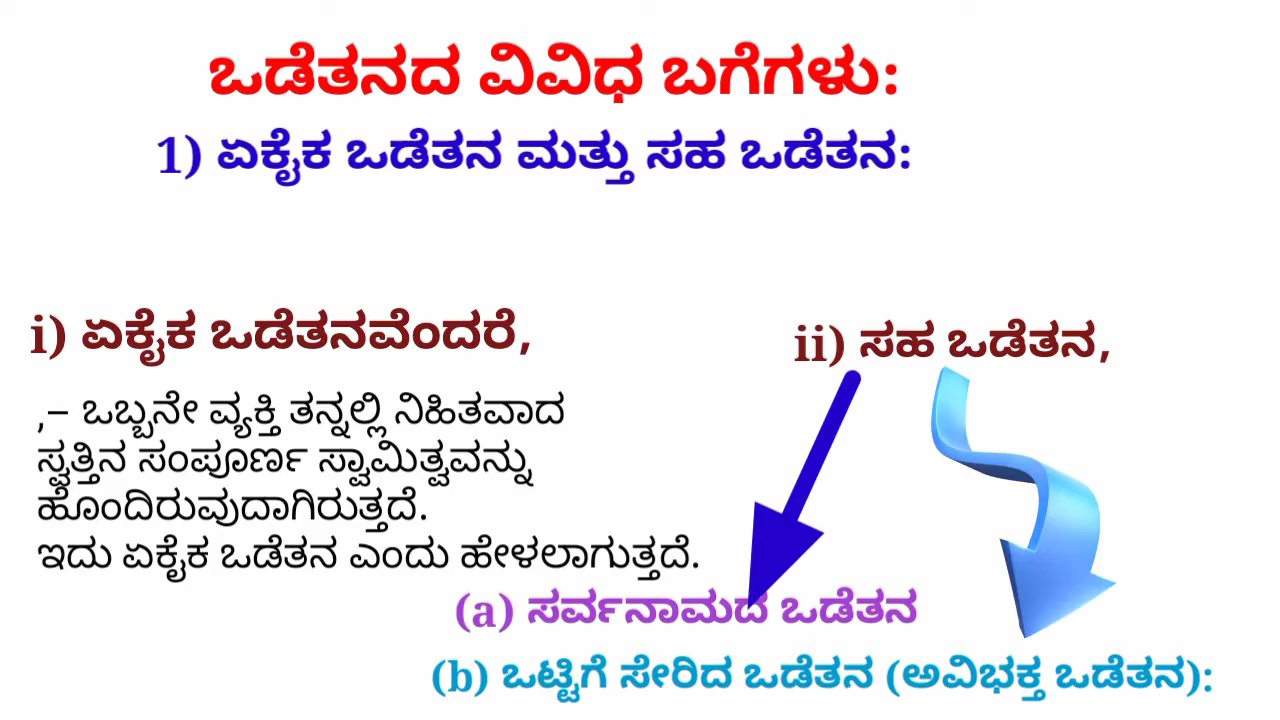 ಒಡೆತನದ ವಿವಿಧ ಬಗೆಗಳು:
1) ಏಕೈಕ ಒಡೆತನ ಮತ್ತು ಸಹ ಒಡೆತನ:
i) ಏಕೈಕ ಒಡೆತನವೆಂದರೆ,
,– ಒಬ್ಬನೇ ವ್ಯಕ್ತಿ ತನ್ನಲ್ಲಿ ನಿಹಿತವಾದ
ಸ್ವತ್ತಿನ ಸಂಪೂರ್ಣ ಸ್ವಾಮಿತ್ವವನ್ನು
ಹೊಂದಿರುವುದಾಗಿರುತ್ತದೆ.
ಇದು ಏಕೈಕ ಒಡೆತನ ಎಂದು ಹೇಳಲಾಗುತ್ತದೆ.
ii) ಸಹ ಒಡೆತನ,
(a) ಸರ್ವನಾಮದ ಒಡೆತನ
(b) ಒಟ್ಟಿಗೆ ಸೇರಿದ ಒಡೆತನ (ಅವಿಭಕ್ತ ಒಡೆತನ):